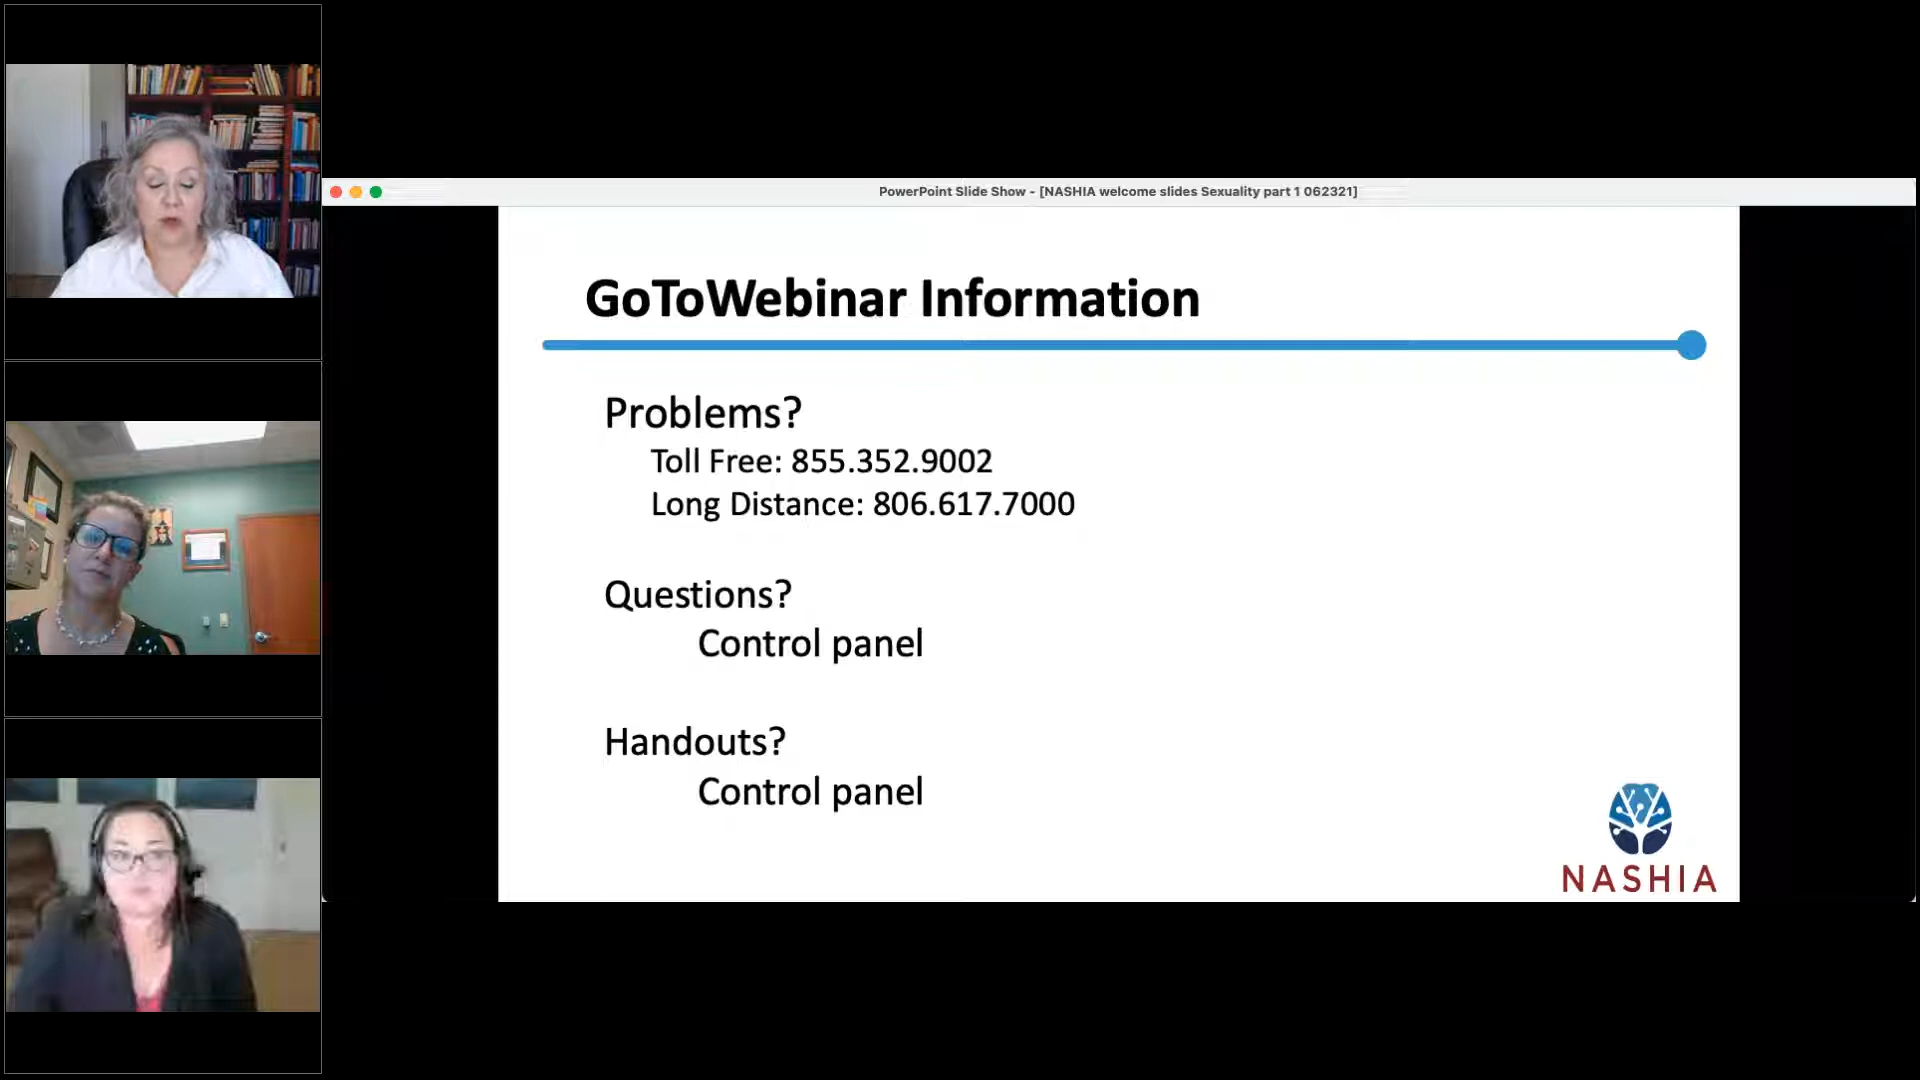 PowerPoint Slide Show - [NASHIA welcome slides Sexuality part 1 062321]
GoToWebinar Information
Problems?
Toll Free: 855.352.9002
Long Distance: 806.617.7000
Questions?
Control panel
Handouts?
Control panel
NASHIA